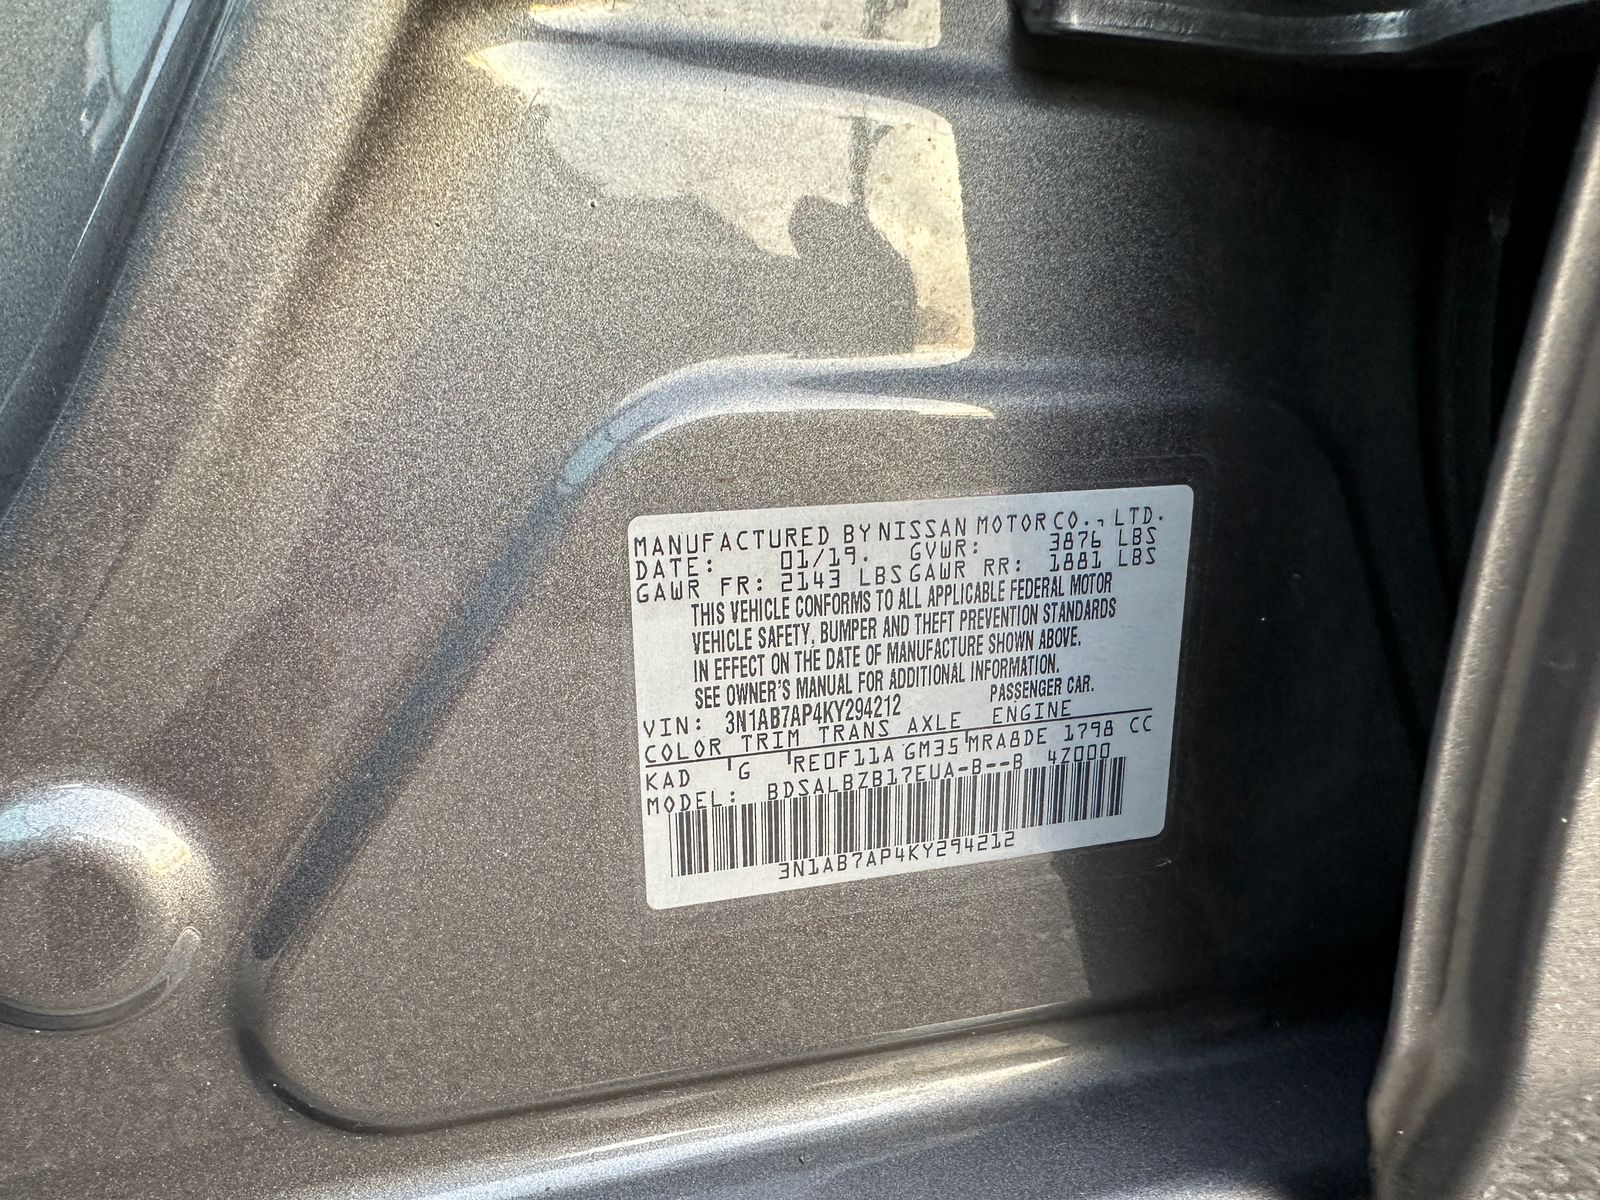 MANUFACTURED BY NISSAN MOTOR CO., LTD.
DATE: 01/19. GVWR: 3876 LBS
GAWR FR: 2143 LBS GAWR RR: 1881 LBS
THIS VEHICLE CONFORMS TO ALL APPLICABLE FEDERAL MOTOR
VEHICLE SAFETY, BUMPER AND THEFT PREVENTION STANDARDS
IN EFFECT ON THE DATE OF MANUFACTURE SHOWN ABOVE.
SEE OWNER'S MANUAL FOR ADDITIONAL INFORMATION.
VIN: 3N1AB7AP4KY294212 PASSENGER CAR.
COLOR TRIM TRANS AXLE ENGINE
KAD G RE0F11A GM35 MRA8DE 1798 CC
MODEL: BDSALBZB17EUA-B--B 4Z000
3N1AB7AP4KY294212